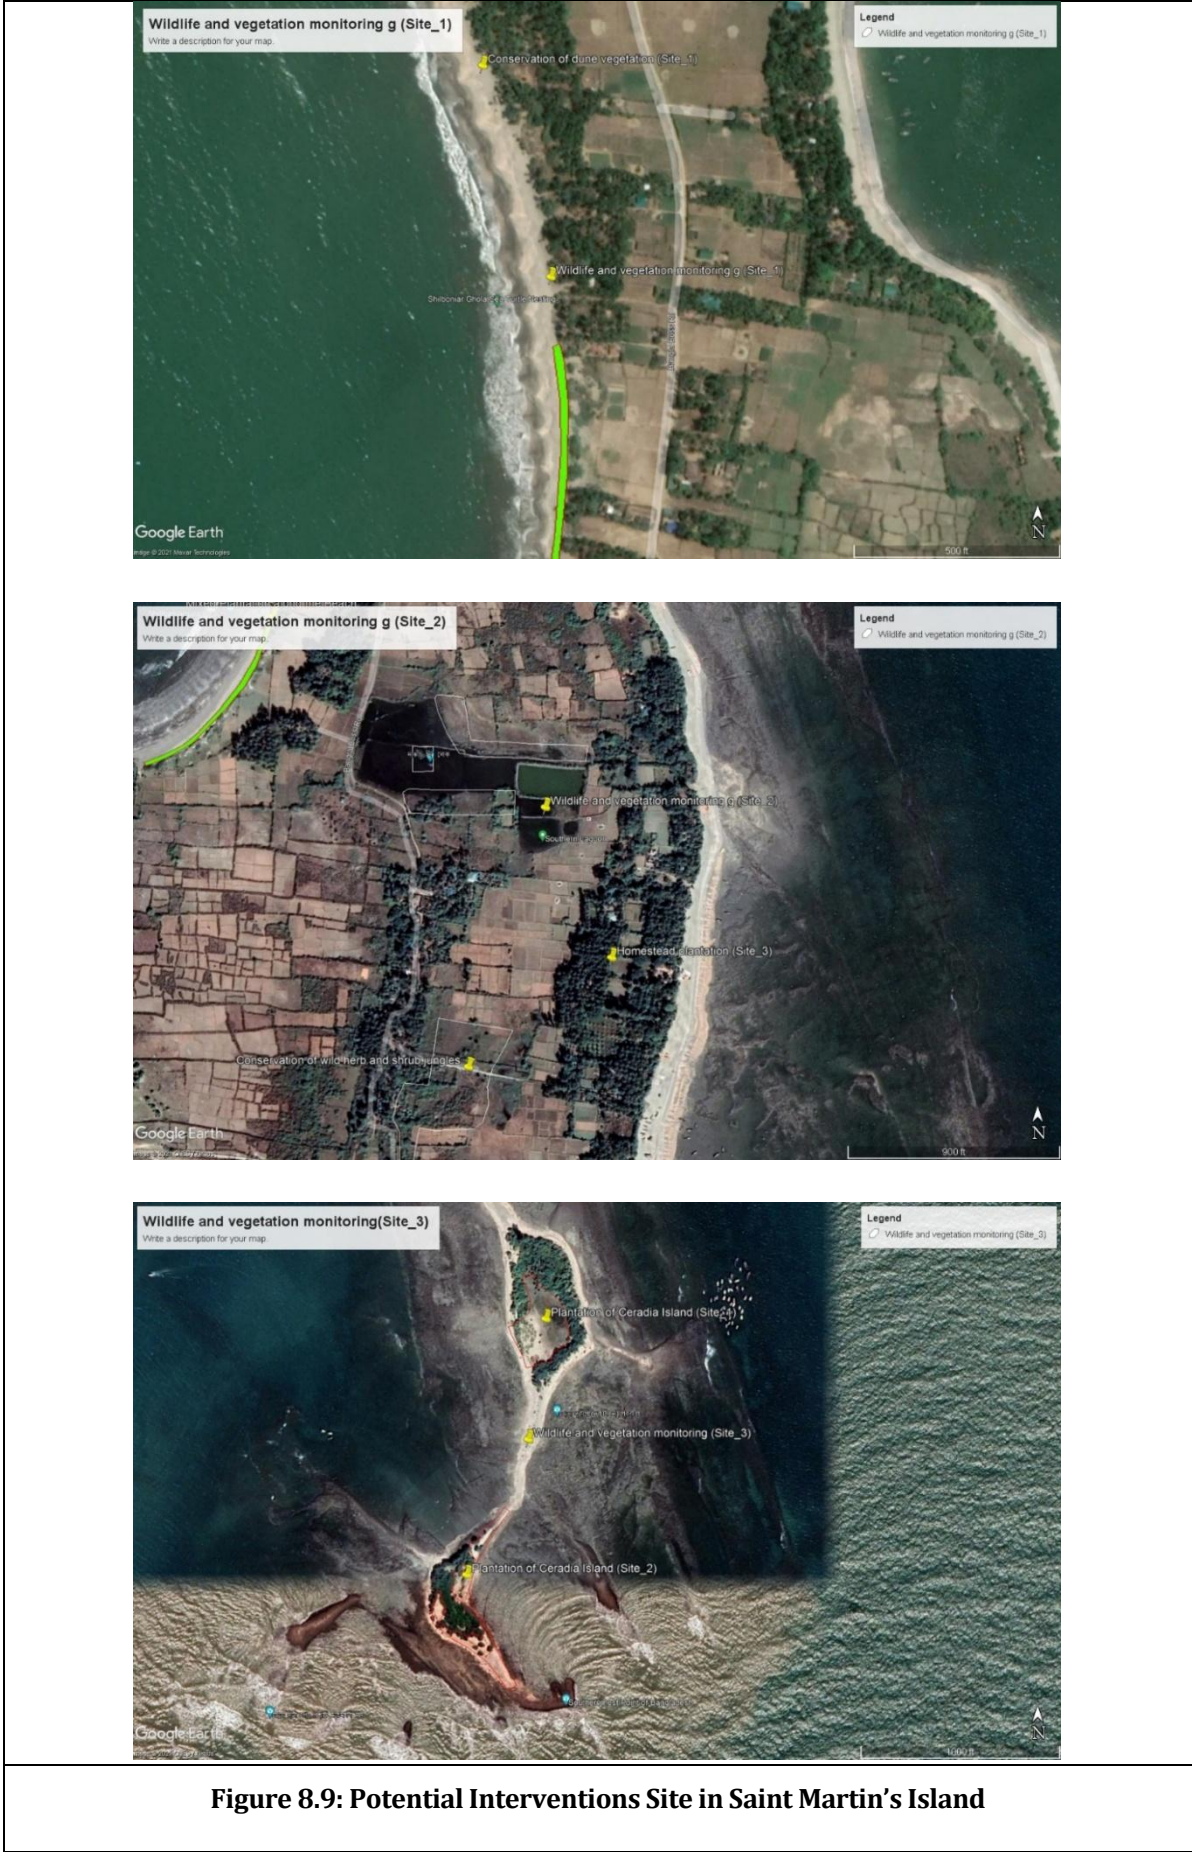 Wildlife and vegetation monitoring g (Site_1)
Write a description for your map.
Legend
Wildlife and vegetation monitoring g (Site_1)
Conservation of dune vegetation (Site_1)
Wildlife and vegetation monitoring g (Site_1)
Google Earth
500 ft
N
Wildlife and vegetation monitoring g (Site_2)
Write a description for your map.
Legend
Wildlife and vegetation monitoring g (Site_2)
Wildlife and vegetation monitoring g (Site_2)
Homestead plantation (Site_3)
Conservation of wild herb and shrub jungles
Google Earth
900 ft
N
Wildlife and vegetation monitoring(Site_3)
Write a description for your map.
Legend
Wildlife and vegetation monitoring (Site_3)
Plantation of Ceradia Island (Site_4)
Wildlife and vegetation monitoring (Site_3)
Plantation of Ceradia Island (Site_2)
Google Earth
N
Figure 8.9: Potential Interventions Site in Saint Martin's Island